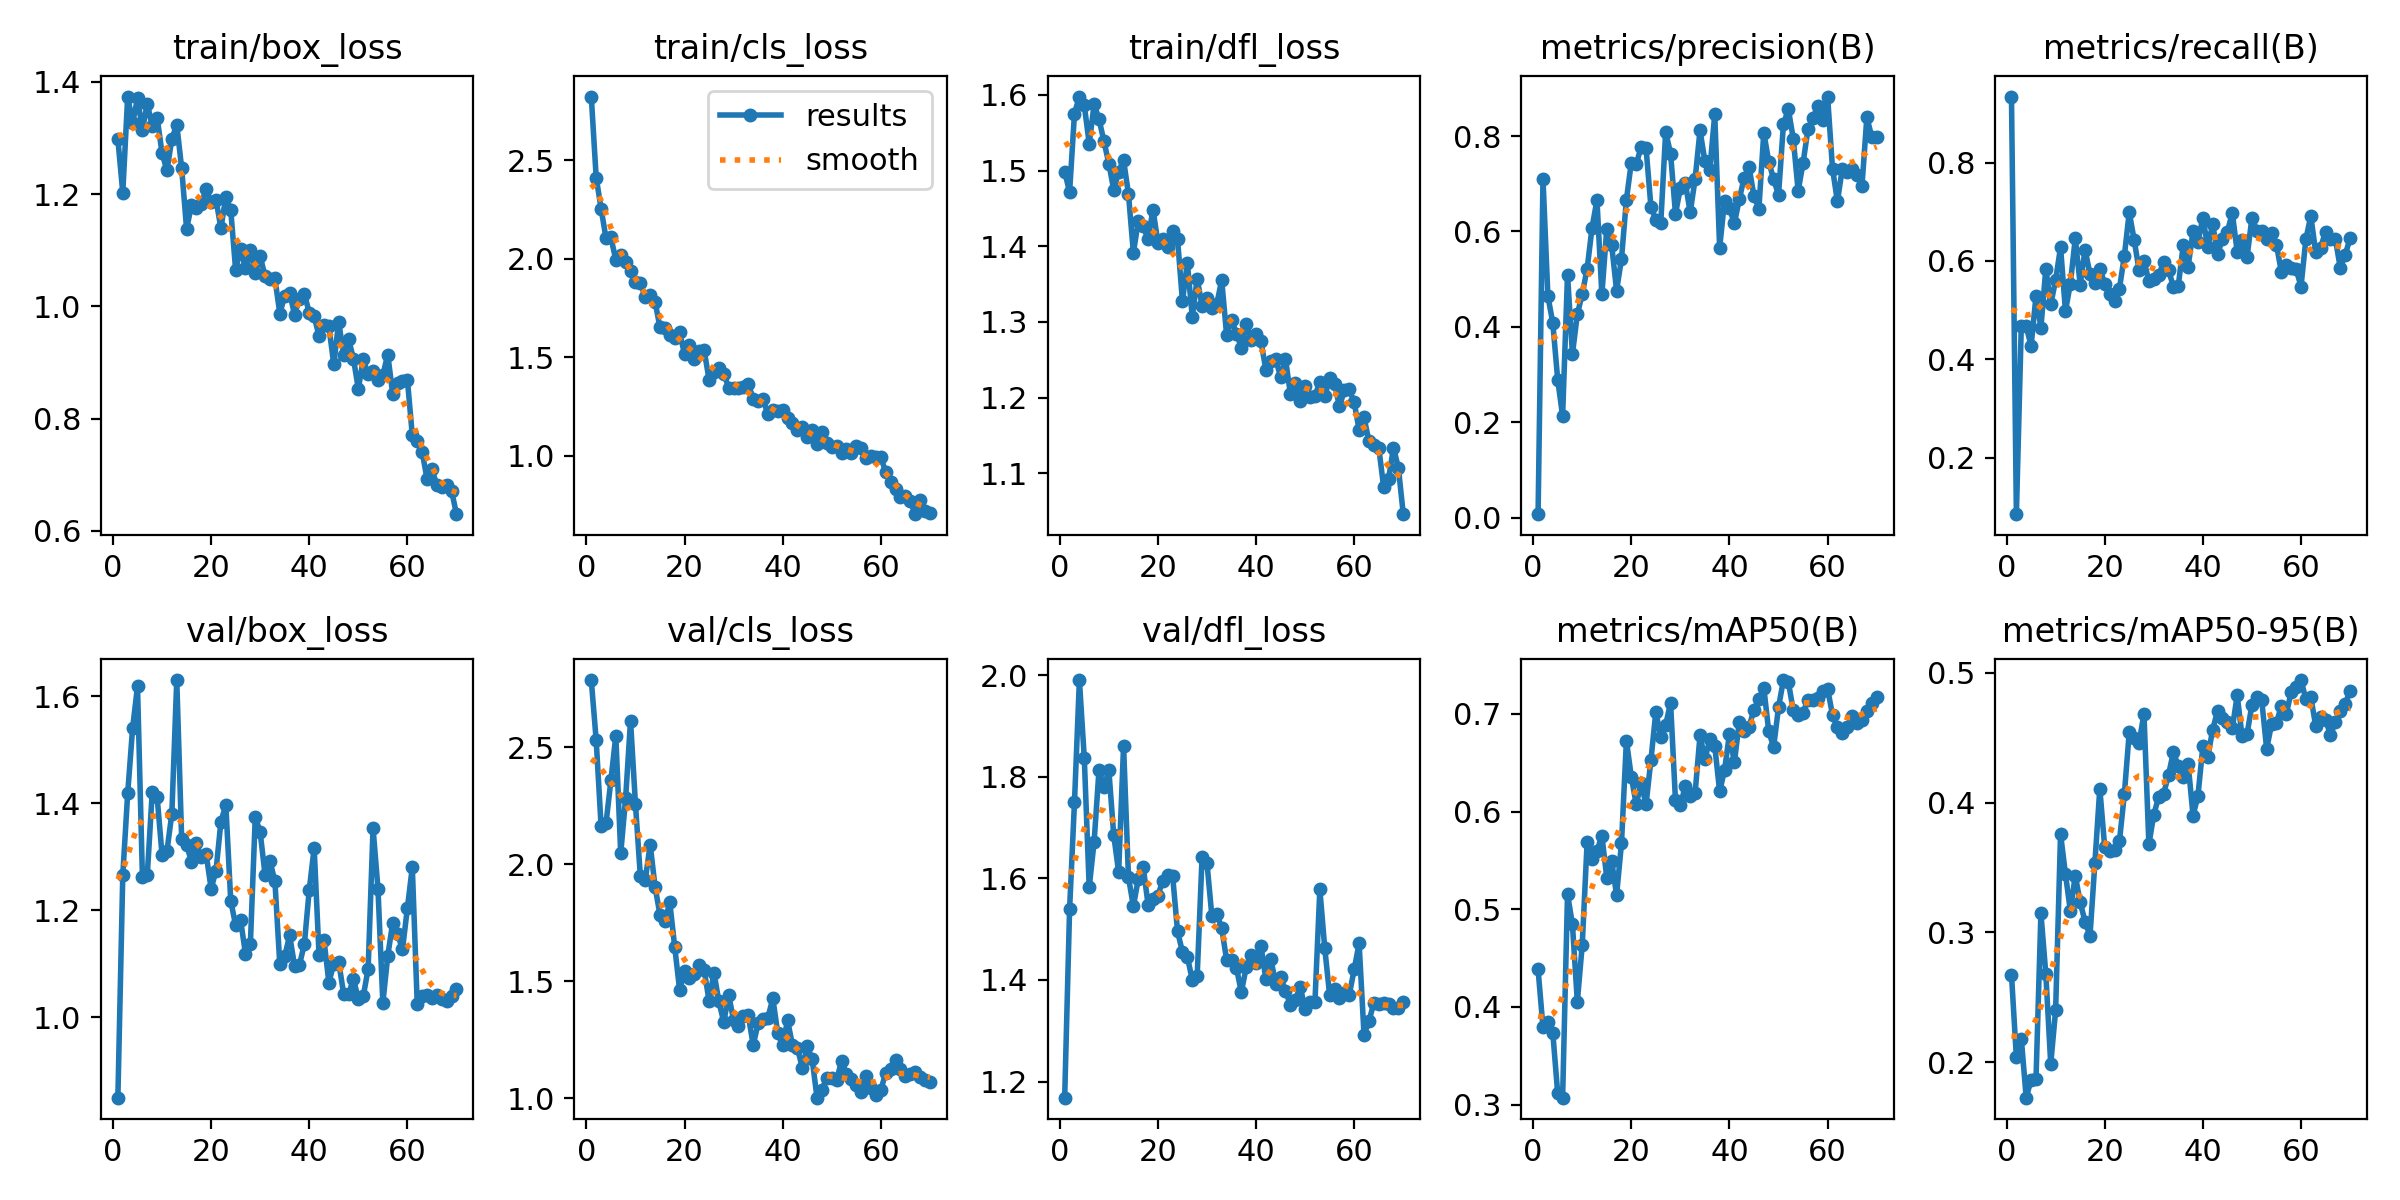 train/box_loss
1.4
1.2
1.0
0.8
0.6
0 20 40 60
train/cls_loss
results
smooth
2.5
2.0
1.5
1.0
0 20 40 60
train/dfl_loss
1.6
1.5
1.4
1.3
1.2
1.1
0 20 40 60
metrics/precision(B)
0.8
0.6
0.4
0.2
0.0
0 20 40 60
metrics/recall(B)
0.8
0.6
0.4
0.2
0 20 40 60
val/box_loss
1.6
1.4
1.2
1.0
0 20 40 60
val/cls_loss
2.5
2.0
1.5
1.0
0 20 40 60
val/dfl_loss
2.0
1.8
1.6
1.4
1.2
0 20 40 60
metrics/mAP50(B)
0.7
0.6
0.5
0.4
0.3
0 20 40 60
metrics/mAP50-95(B)
0.5
0.4
0.3
0.2
0 20 40 60